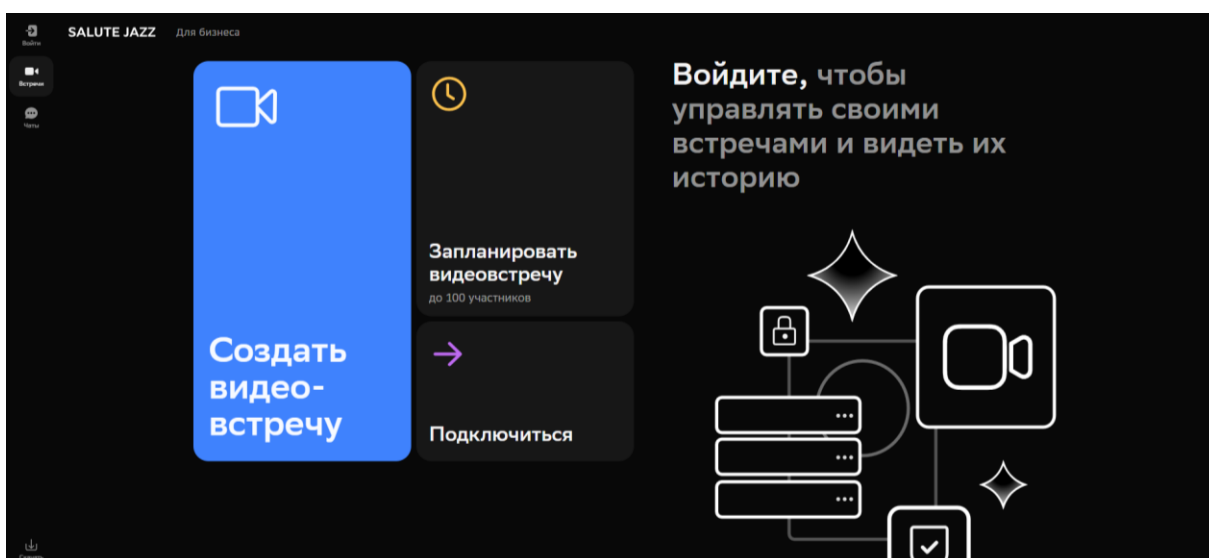 Войти
SALUTE JAZZ
Для бизнеса
Встречи
Чаты
Создать
видео-
встречу
Запланировать
видеовстречу
до 100 участников
Подключиться
Войдите, чтобы
управлять своими
встречами и видеть их
историю